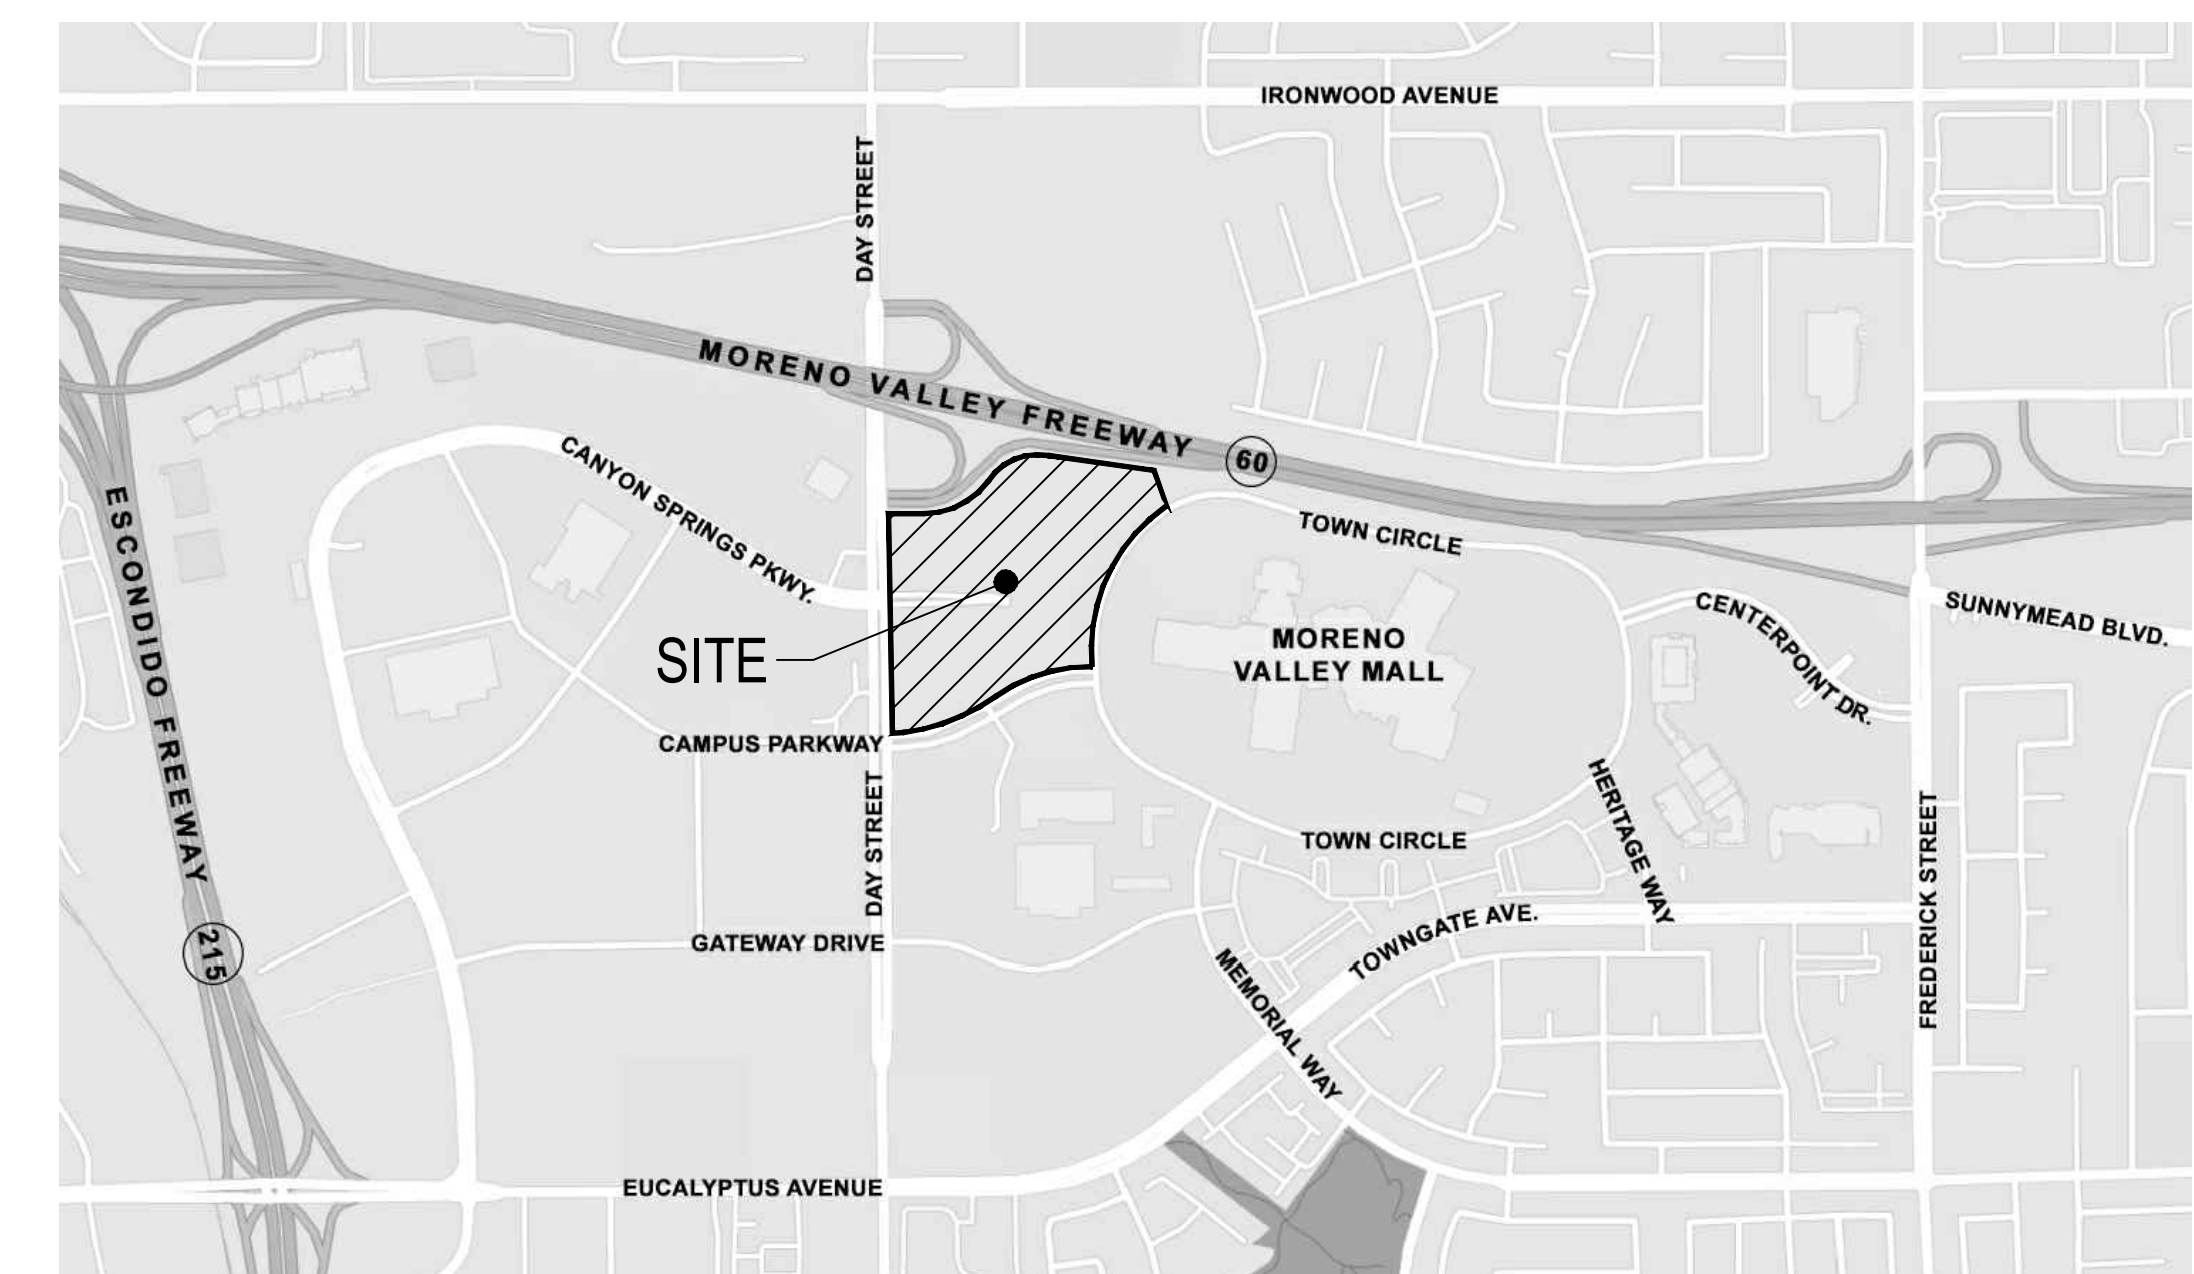 IRONWOOD AVENUE
DAY STREET
MORENO VALLEY FREEWAY
60
CANYON SPRINGS PKWY.
ESCONDIDO FREEWAY
TOWN CIRCLE
CENTERPOINT DR.
SUNNYMEAD BLVD.
SITE
MORENO
VALLEY MALL
CAMPUS PARKWAY
DAY STREET
HERITAGE WAY
TOWN CIRCLE
FREDERICK STREET
TOWNGATE AVE.
GATEWAY DRIVE
215
MEMORIAL WAY
EUCALYPTUS AVENUE